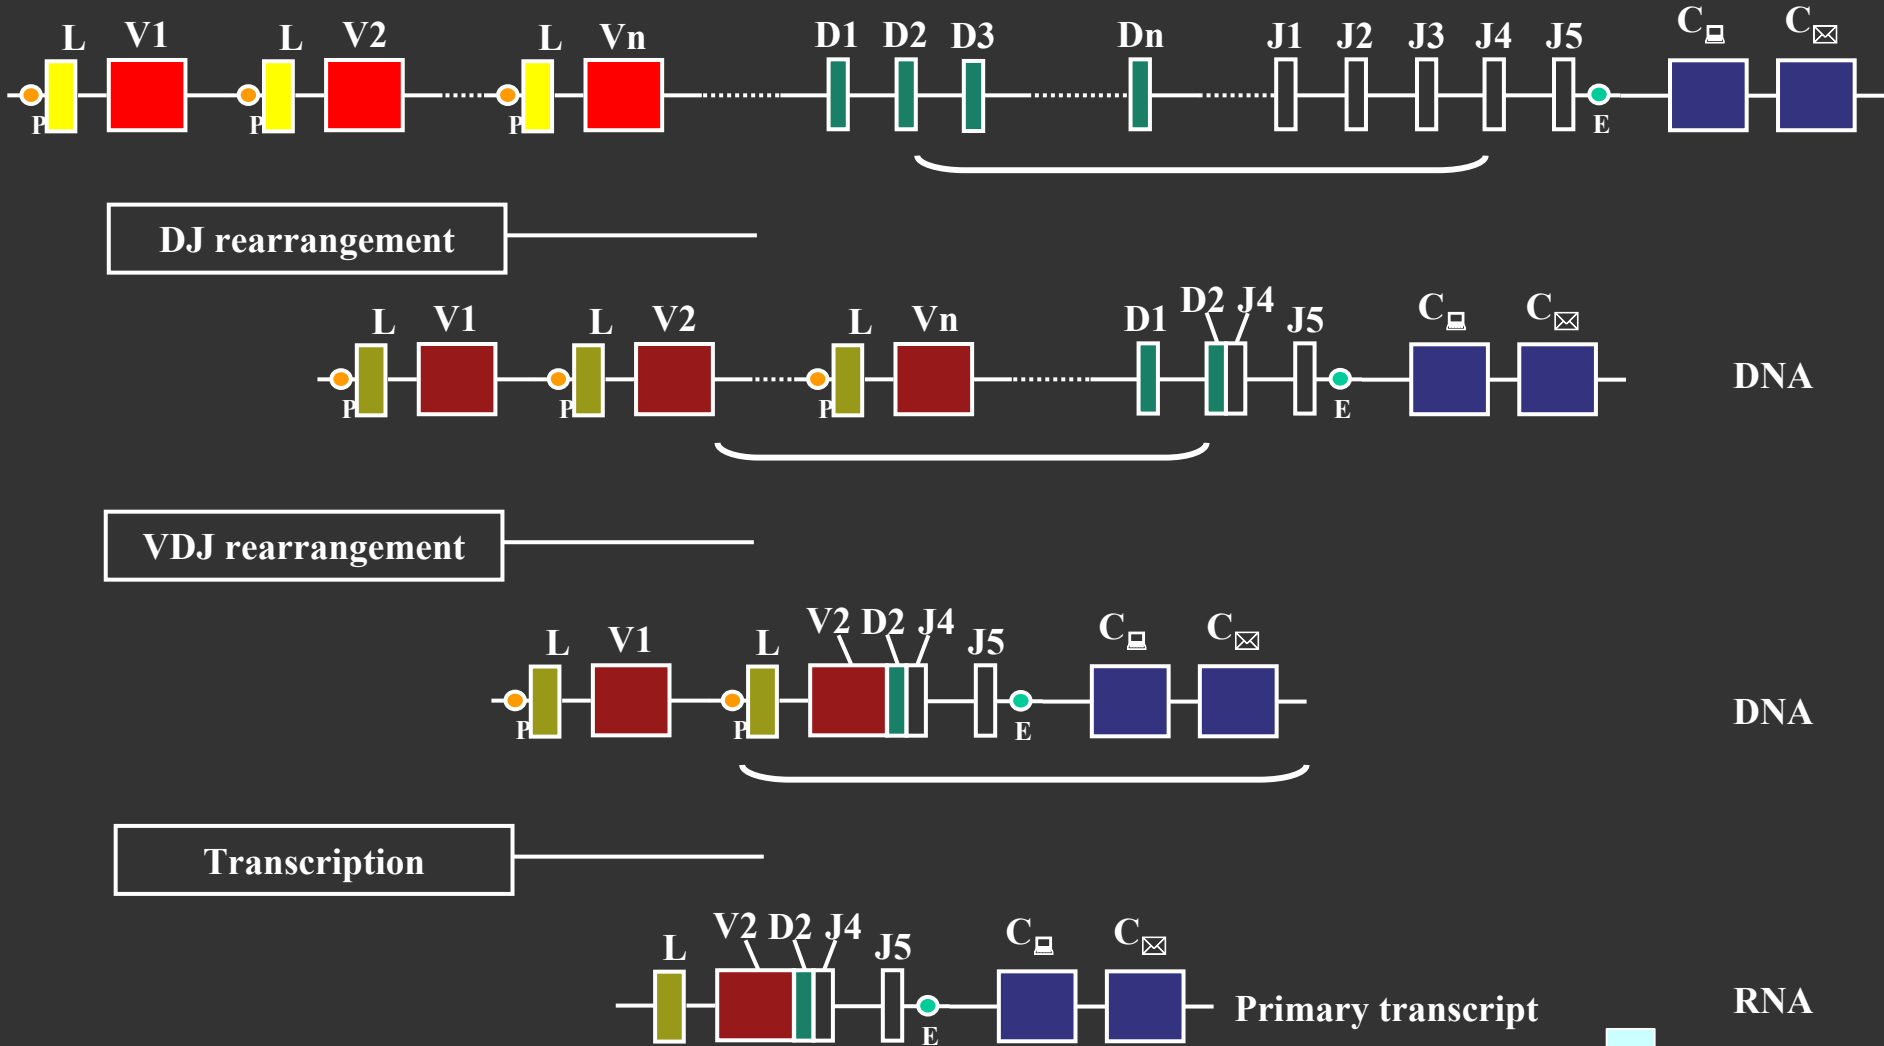 L V1 L V2 L Vn D1 D2 D3 Dn J1 J2 J3 J4 J5 C🖳 C✉
P P P E
DJ rearrangement
L V1 L V2 L Vn D1 D2 J4 J5 C🖳 C✉
DNA
P P P E
VDJ rearrangement
L V1 L V2 D2 J4 J5 C🖳 C✉
DNA
P P E
Transcription
L V2 D2 J4 J5 C🖳 C✉
Primary transcript
RNA
E